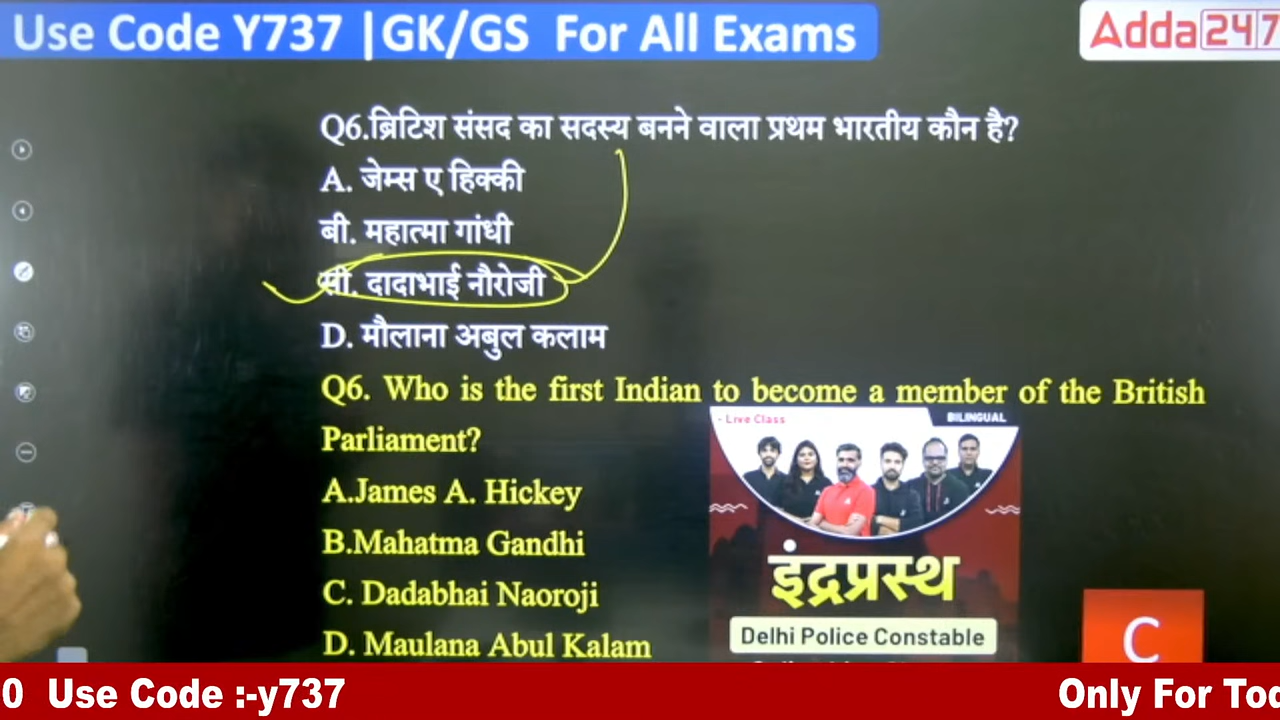 Use Code Y737 |GK/GS For All Exams
Adda247
Q6.ब्रिटिश संसद का सदस्य बनने वाला प्रथम भारतीय कौन है?
A. जेम्स ए हिक्की
बी. महात्मा गांधी
सी. दादाभाई नौरोजी
D. मौलाना अबुल कलाम
Q6. Who is the first Indian to become a member of the British
Parliament?
A.James A. Hickey
B.Mahatma Gandhi
C. Dadabhai Naoroji
D. Maulana Abul Kalam
- Live Class
BILINGUAL
इंद्रप्रस्थ
Delhi Police Constable
C
0 Use Code :-y737
Only For Tod